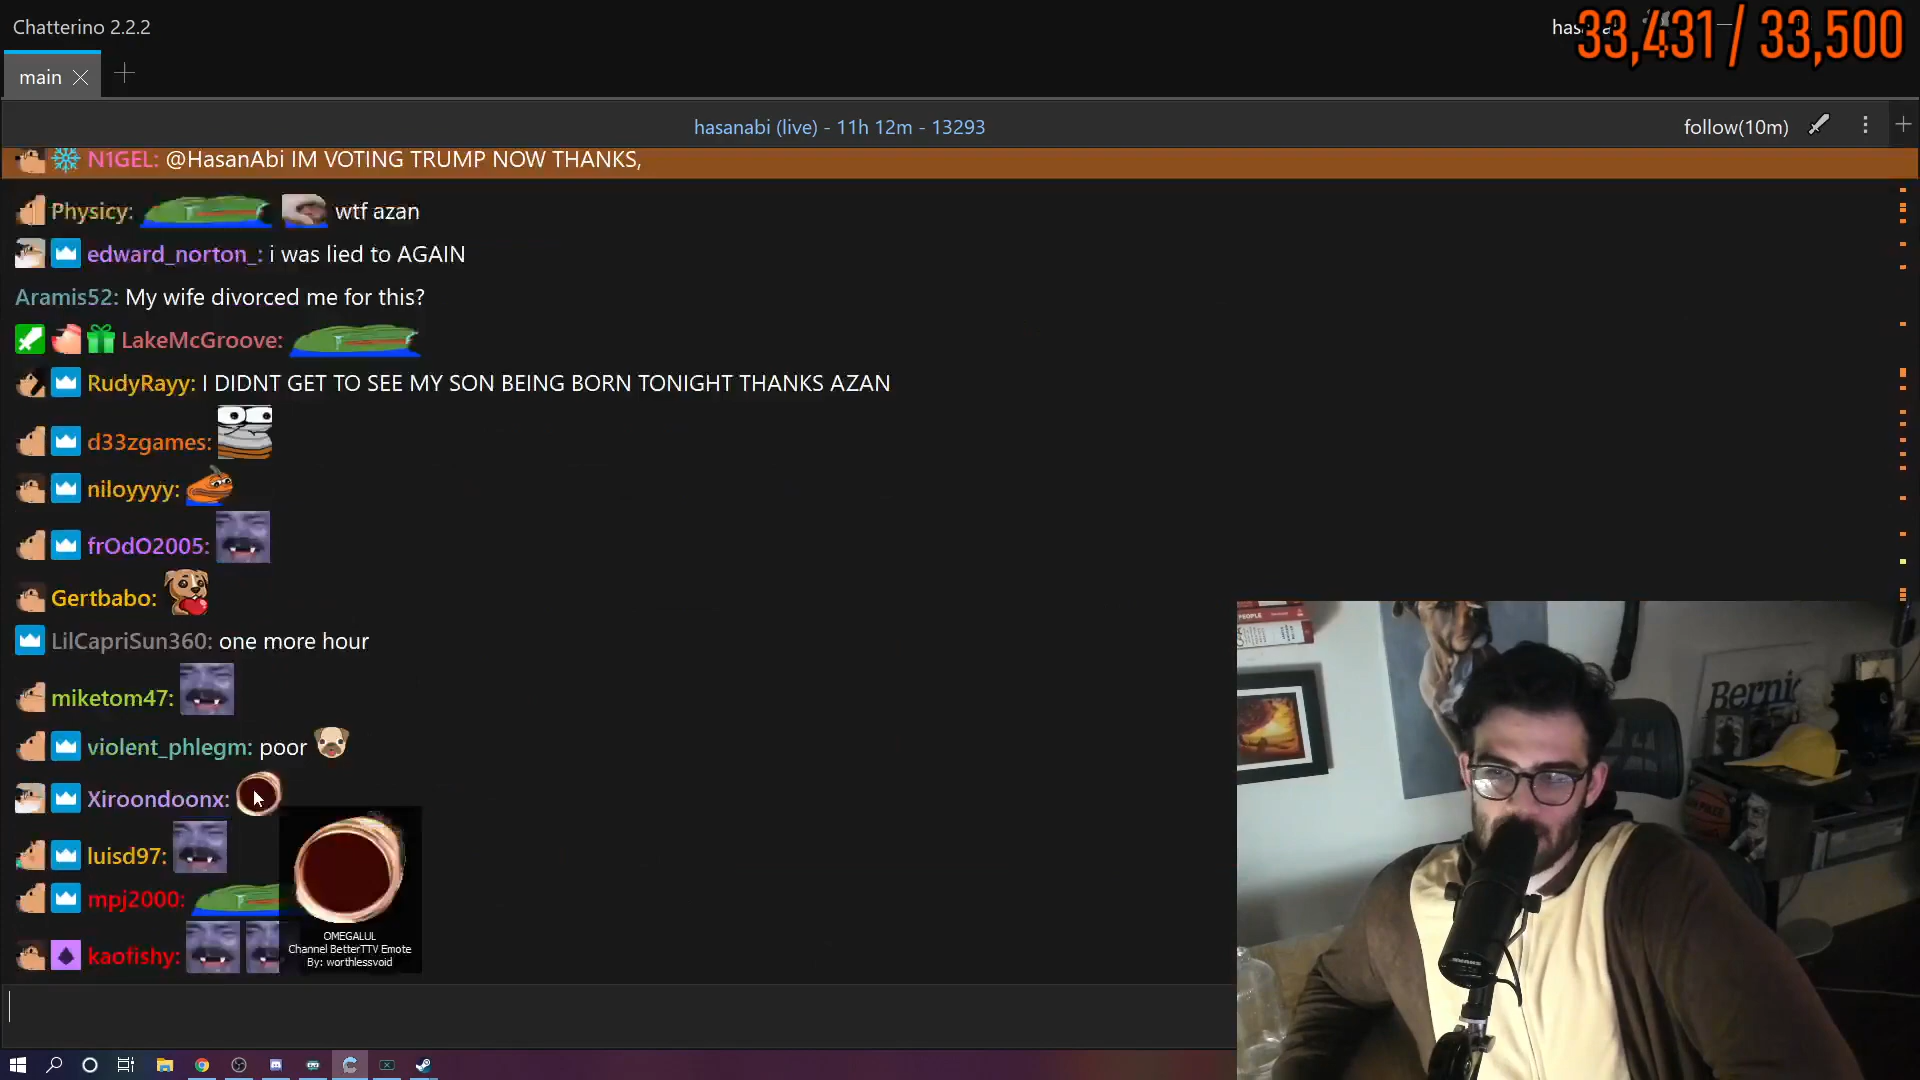 Chatterino 2.2.2
33,431 / 33,500
main
hasanabi (live) - 11h 12m - 13293
follow(10m)
N1GEL: @HasanAbi IM VOTING TRUMP NOW THANKS,
Physicy: wtf azan
edward_norton_: i was lied to AGAIN
Aramis52: My wife divorced me for this?
LakeMcGroove:
RudyRayy: I DIDNT GET TO SEE MY SON BEING BORN TONIGHT THANKS AZAN
d33zgames:
niloyyyy:
frOdO2005:
Gertbabo:
LilCapriSun360: one more hour
miketom47:
violent_phlegm: poor
Xiroondoonx:
luisd97:
mpj2000:
kaofishy:
OMEGALUL
Channel BetterTTV Emote
By: worthlessvoid
PEOPLE
Bernie